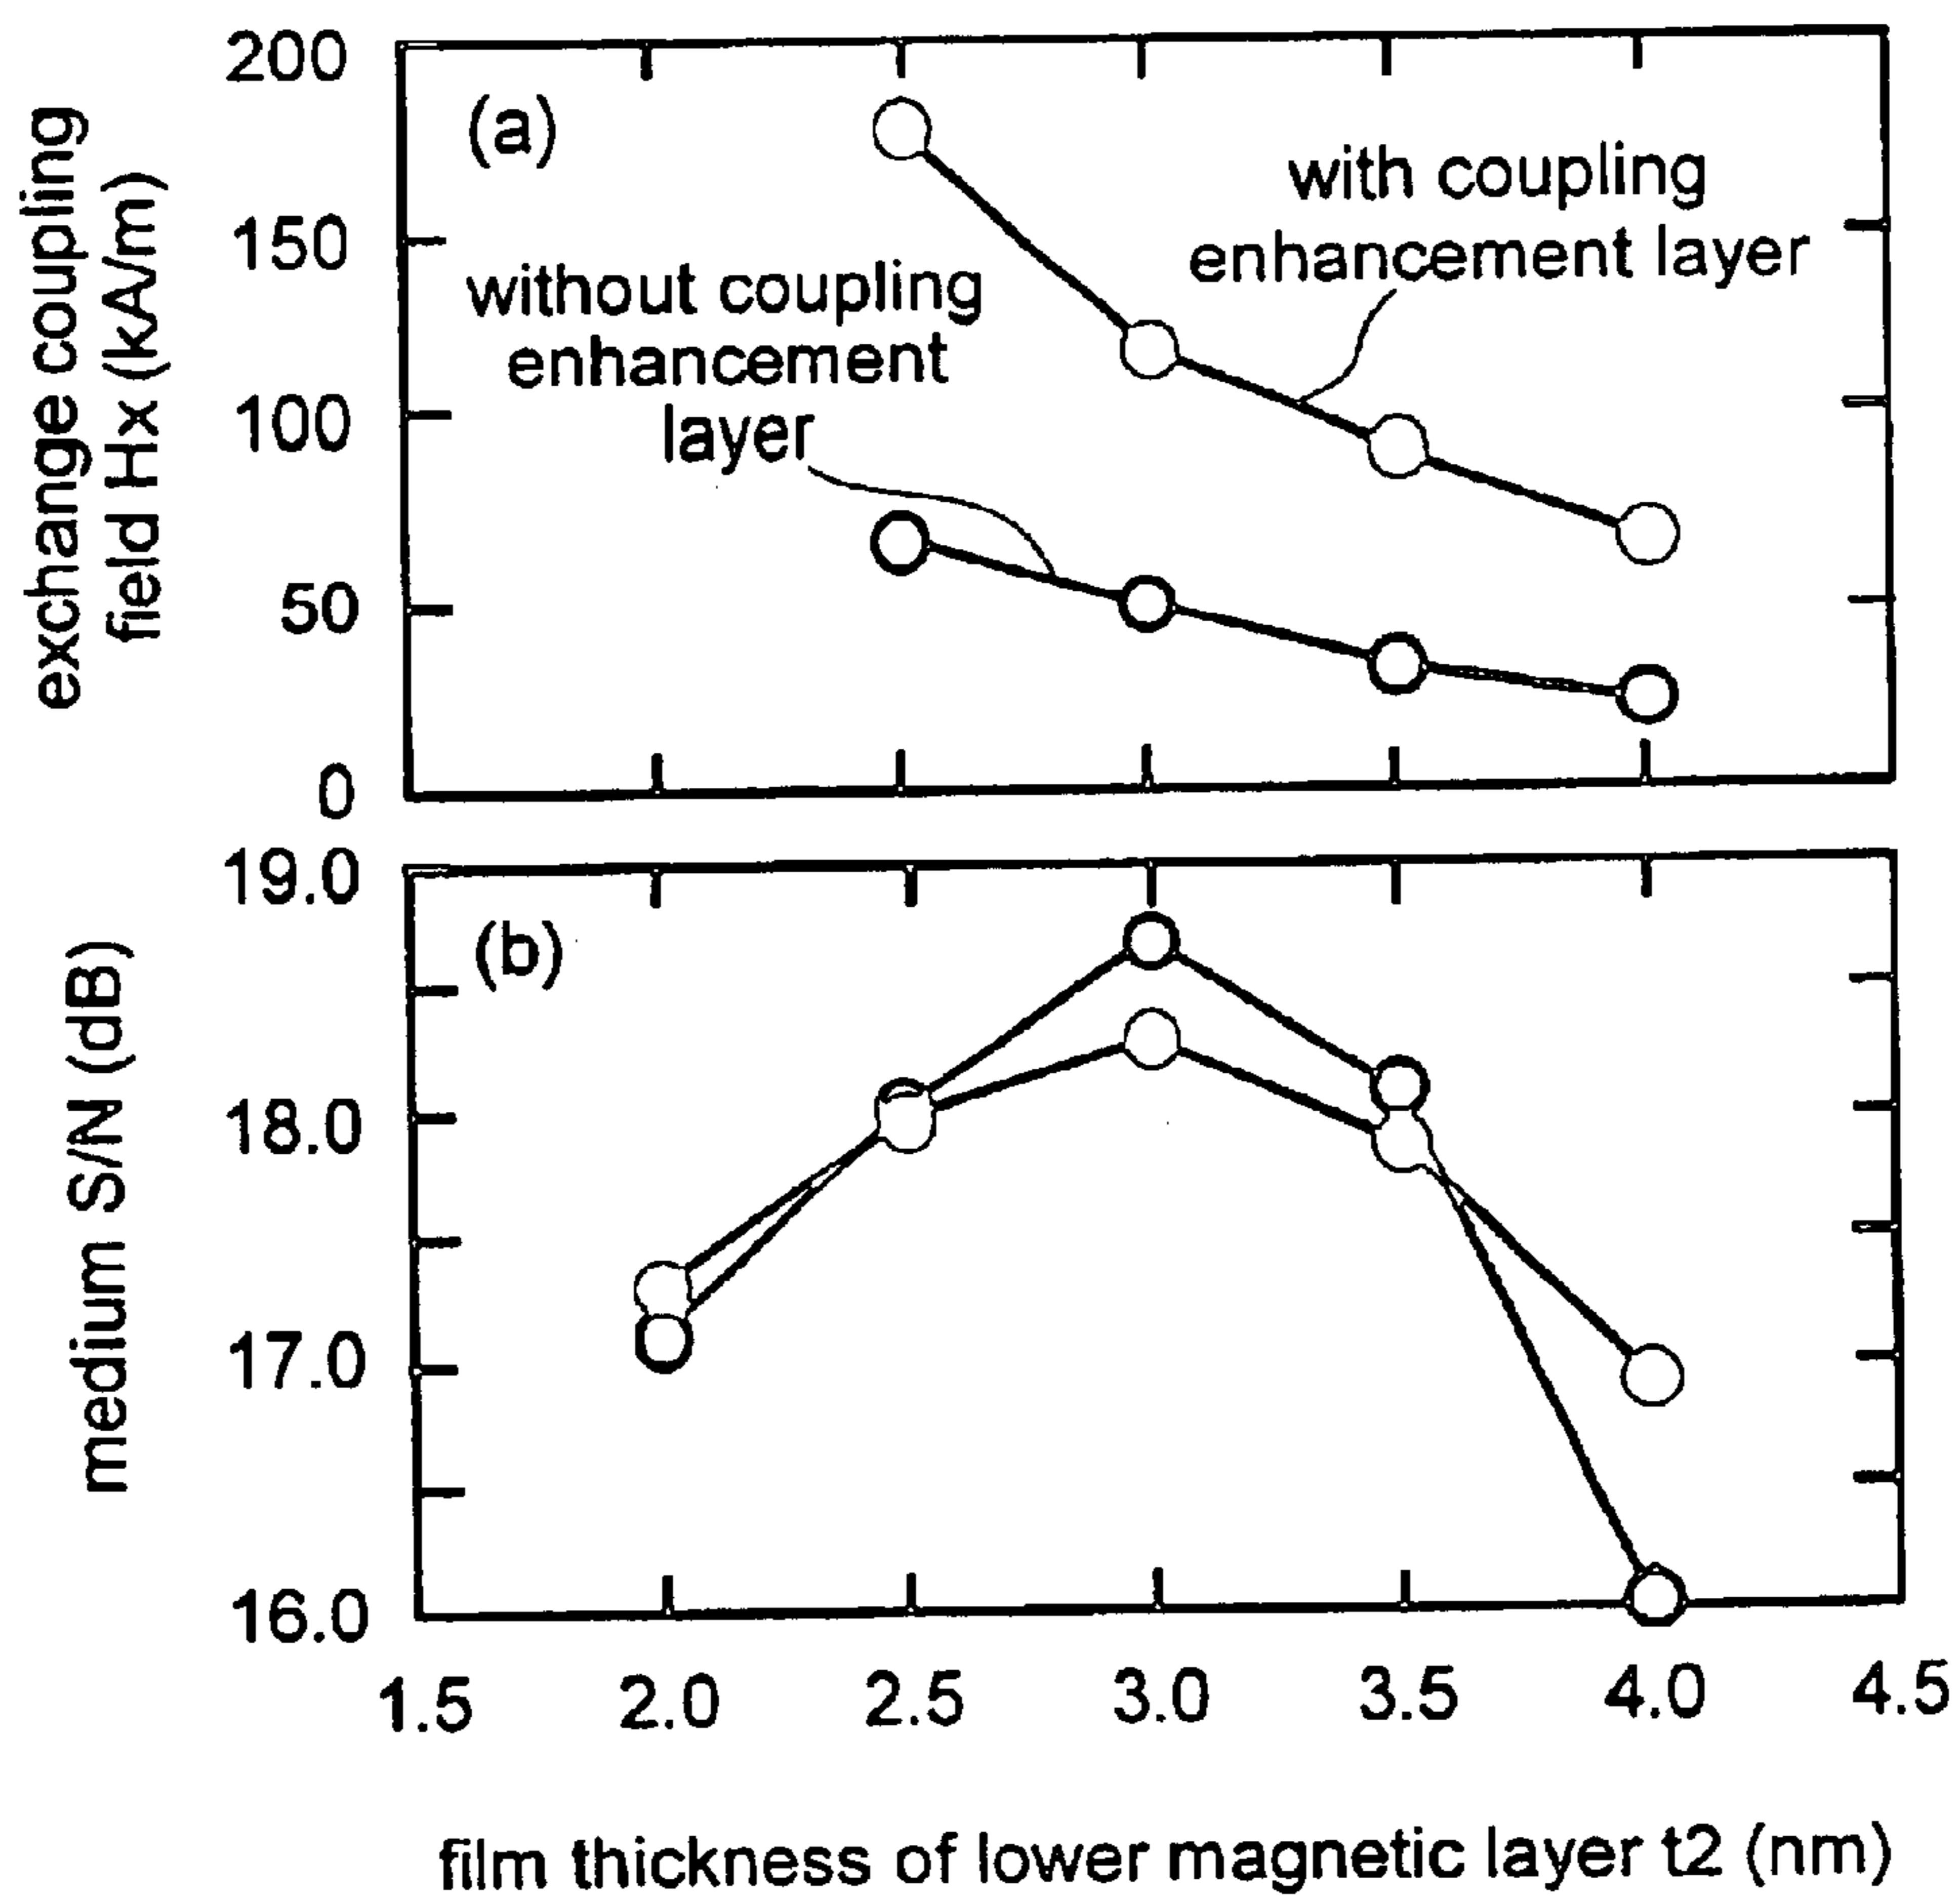 exchange coupling
field Hx (kA/m)
200
150
100
50
0
(a)
with coupling
enhancement layer
without coupling
enhancement
layer
medium S/N (dB)
19.0
18.0
17.0
16.0
(b)
1.5 2.0 2.5 3.0 3.5 4.0 4.5
film thickness of lower magnetic layer t2 (nm)